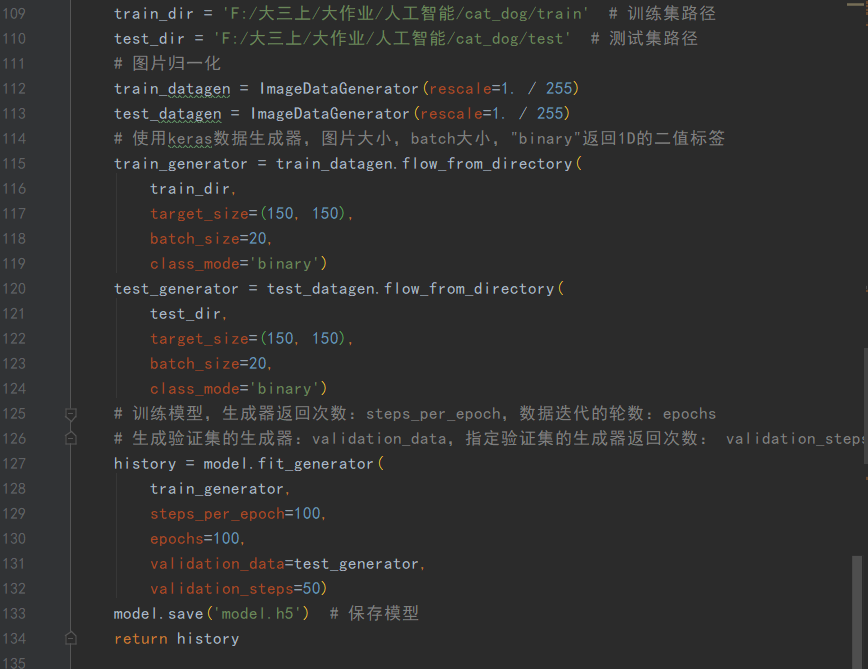 109 train_dir = 'F:/大三上/大作业/人工智能/cat_dog/train'  # 训练集路径
110 test_dir = 'F:/大三上/大作业/人工智能/cat_dog/test'  # 测试集路径
111 # 图片归一化
112 train_datagen = ImageDataGenerator(rescale=1. / 255)
113 test_datagen = ImageDataGenerator(rescale=1. / 255)
114 # 使用keras数据生成器，图片大小，batch大小，"binary"返回1D的二值标签
115 train_generator = train_datagen.flow_from_directory(
116     train_dir,
117     target_size=(150, 150),
118     batch_size=20,
119     class_mode='binary')
120 test_generator = test_datagen.flow_from_directory(
121     test_dir,
122     target_size=(150, 150),
123     batch_size=20,
124     class_mode='binary')
125 # 训练模型，生成器返回次数：steps_per_epoch，数据迭代的轮数：epochs
126 # 生成验证集的生成器：validation_data，指定验证集的生成器返回次数： validation_steps
127 history = model.fit_generator(
128     train_generator,
129     steps_per_epoch=100,
130     epochs=100,
131     validation_data=test_generator,
132     validation_steps=50)
133 model.save('model.h5')  # 保存模型
134 return history
135